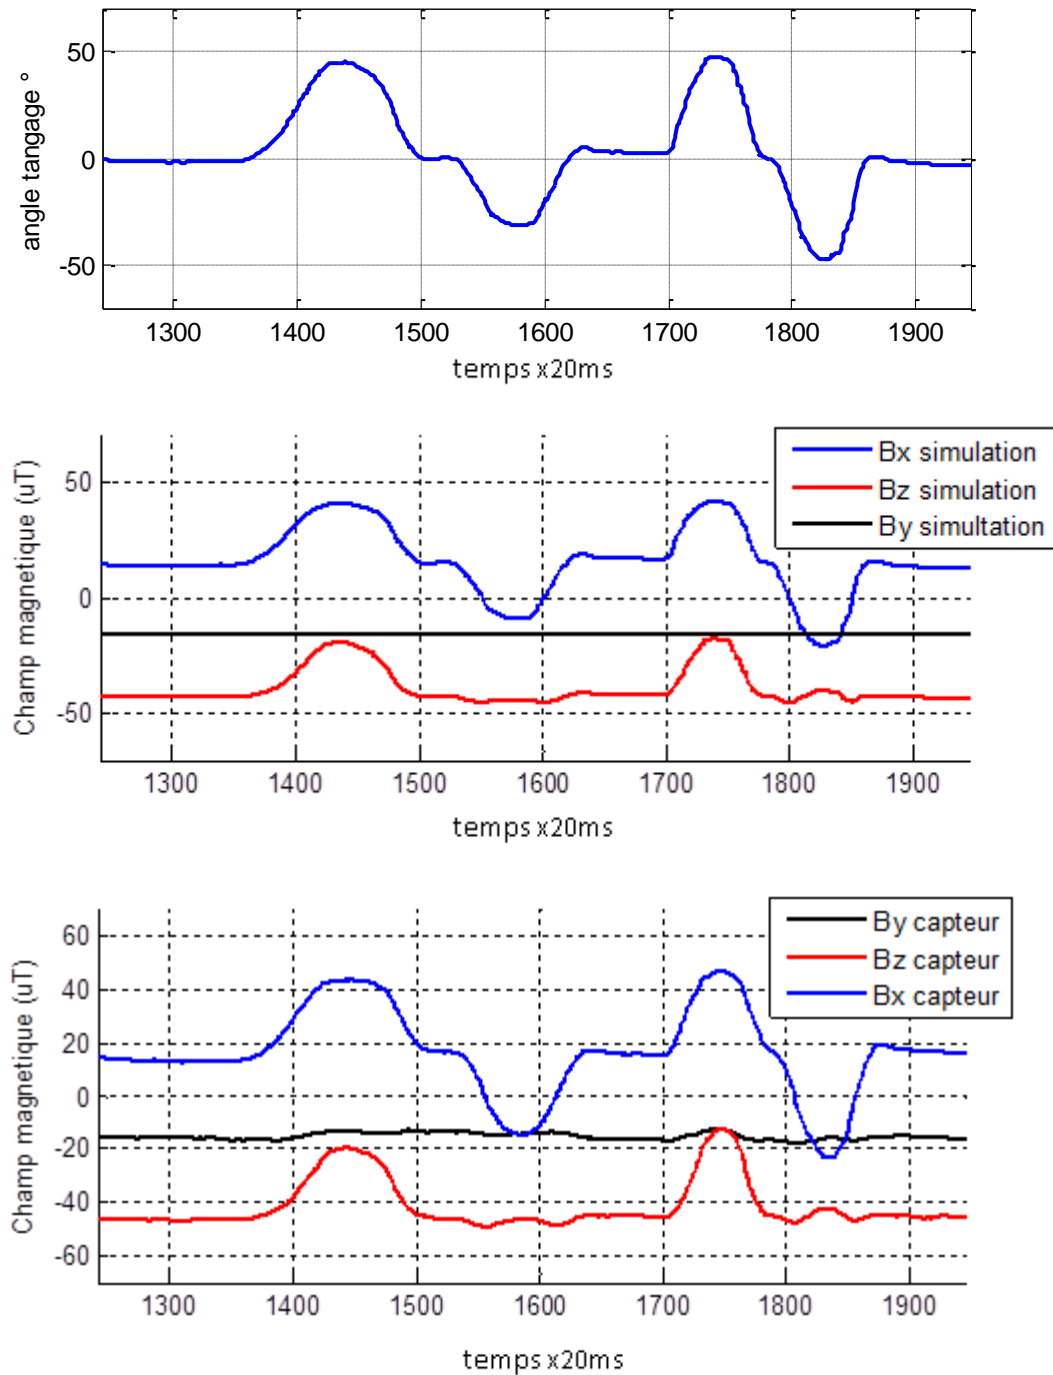 angle tangage °
50
0
-50
1300 1400 1500 1600 1700 1800 1900
temps x20ms
Champ magnetique (uT)
50
0
-50
Bx simulation
Bz simulation
By simultation
1300 1400 1500 1600 1700 1800 1900
temps x20ms
Champ magnetique (uT)
60
40
20
0
-20
-40
-60
By capteur
Bz capteur
Bx capteur
1300 1400 1500 1600 1700 1800 1900
temps x20ms